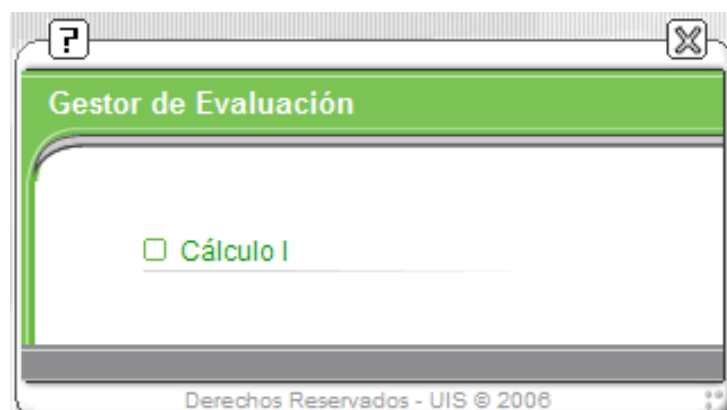 ?
Gestor de Evaluación
Cálculo I
Derechos Reservados - UIS © 2006